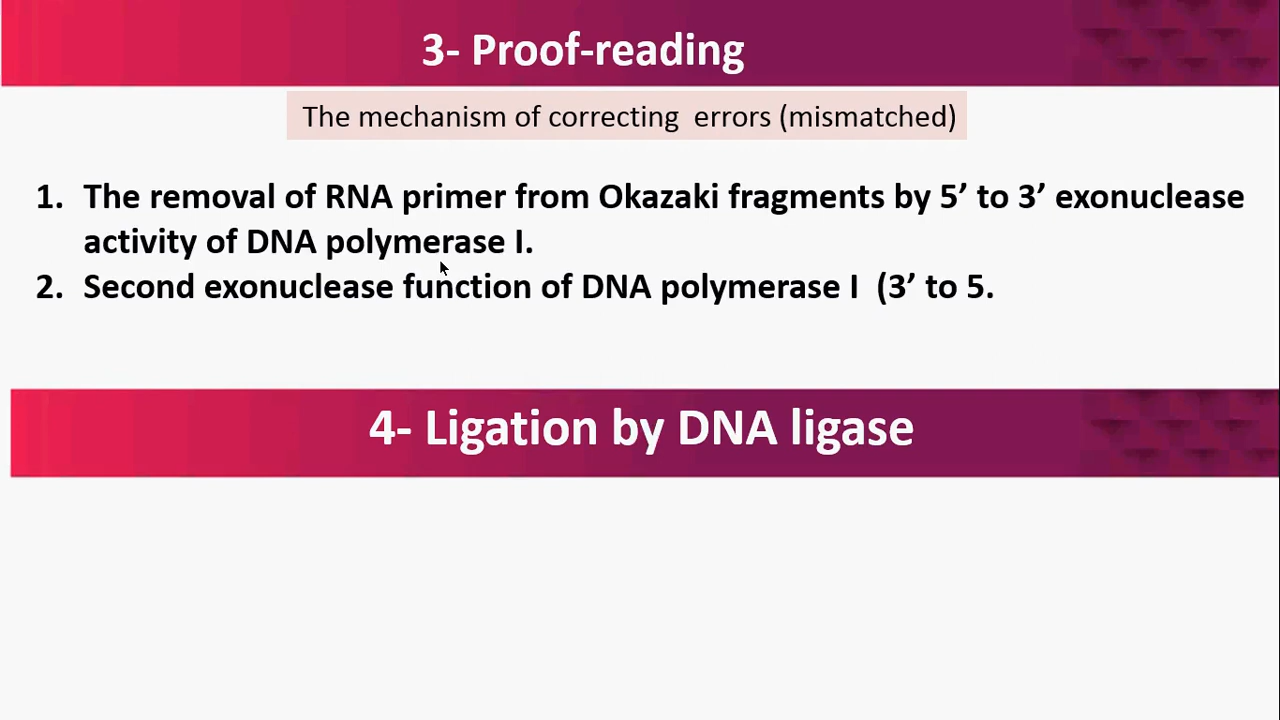 3- Proof-reading
The mechanism of correcting  errors (mismatched)
1. The removal of RNA primer from Okazaki fragments by 5’ to 3’ exonuclease
activity of DNA polymerase I.
2. Second exonuclease function of DNA polymerase I  (3’ to 5.
4- Ligation by DNA ligase